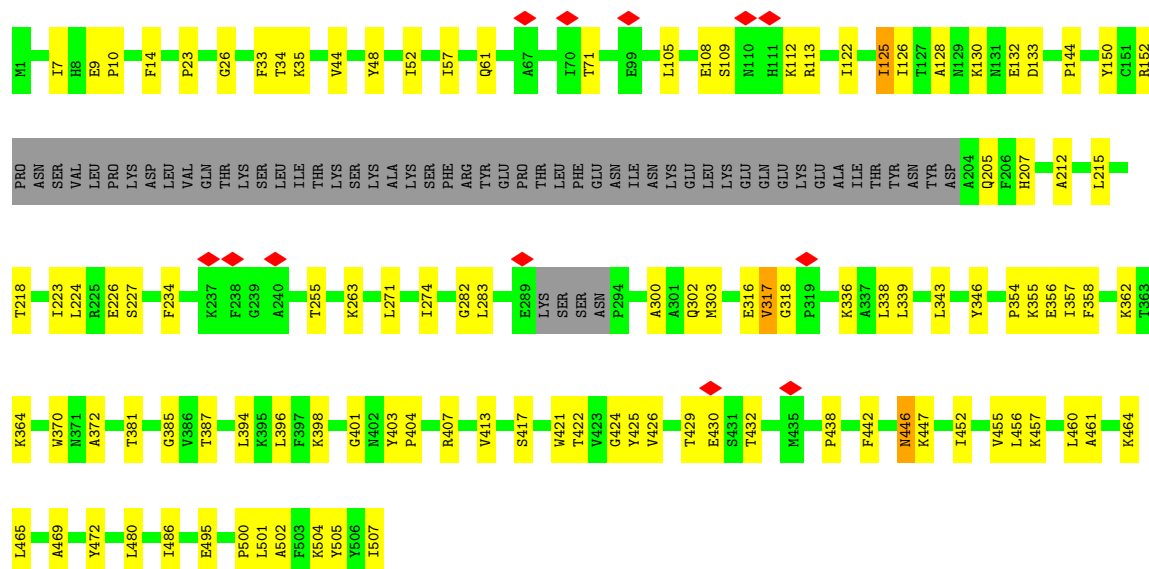 M1 I7 H8 E9 P10 F14 P23 G26 F33 T34 K35 V44 Y48 I52 I57 Q61 A67 I70 T71 E99 L105 E108 S109 N110 H111 K112 R113 I122 I125 I126 T127 A128 N129 K130 N131 E132 D133 P144 Y150 C151 R152
PRO ASN SER VAL LEU PRO LYS ASP LEU VAL GLN THR LYS SER LEU ILE THR LYS SER LYS ALA LYS SER PHE ARG TYR GLU PRO THR LEU PHE GLU ASN ILE ASN LYS GLU LEU LYS GLU GLN GLU LYS GLU ALA ILE THR TYR ASN TYR ASP A204 Q205 F206 H207 A212 L215
T218 I223 L224 R225 E226 S227 F234 K237 F238 G239 A240 T255 K263 L271 I274 G282 L283 E289 LYS SER SER ASN P294 A300 A301 Q302 M303 E316 V317 G318 P319 K336 A337 L338 L339 L343 Y346 P354 K355 E356 I357 F358 K362 T363
K364 W370 N371 A372 T381 G385 V386 T387 L394 K395 L396 F397 K398 G401 N402 Y403 P404 R407 V413 S417 W421 T422 V423 G424 Y425 V426 T429 E430 S431 T432 M435 P438 F442 N446 K447 I452 V455 L456 K457 L460 A461 K464
L465 A469 Y472 L480 I486 E495 P500 L501 A502 F503 K504 Y505 Y506 I507